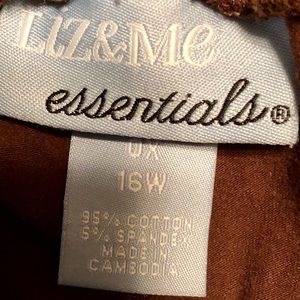 LIZ&ME
essentials®
0X
16W
95% COTTON
5% SPANDEX
MADE IN
CAMBODIA